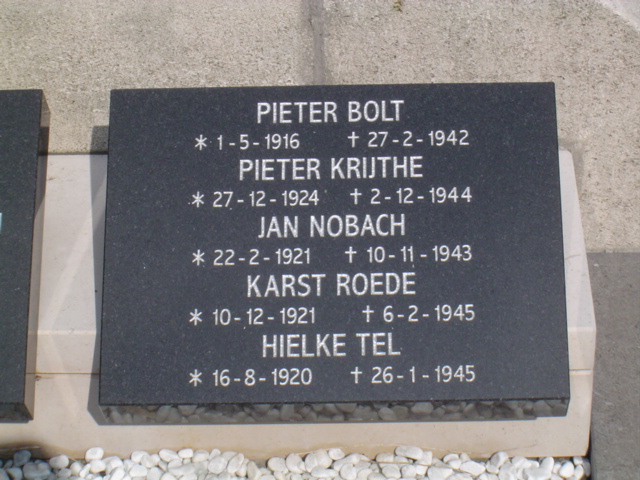 PIETER BOLT
* 1-5-1916 † 27-2-1942
PIETER KRIJTHE
* 27-12-1924 † 2-12-1944
JAN NOBACH
* 22-2-1921 † 10-11-1943
KARST ROEDE
* 10-12-1921 † 6-2-1945
HIELKE TEL
* 16-8-1920 † 26-1-1945